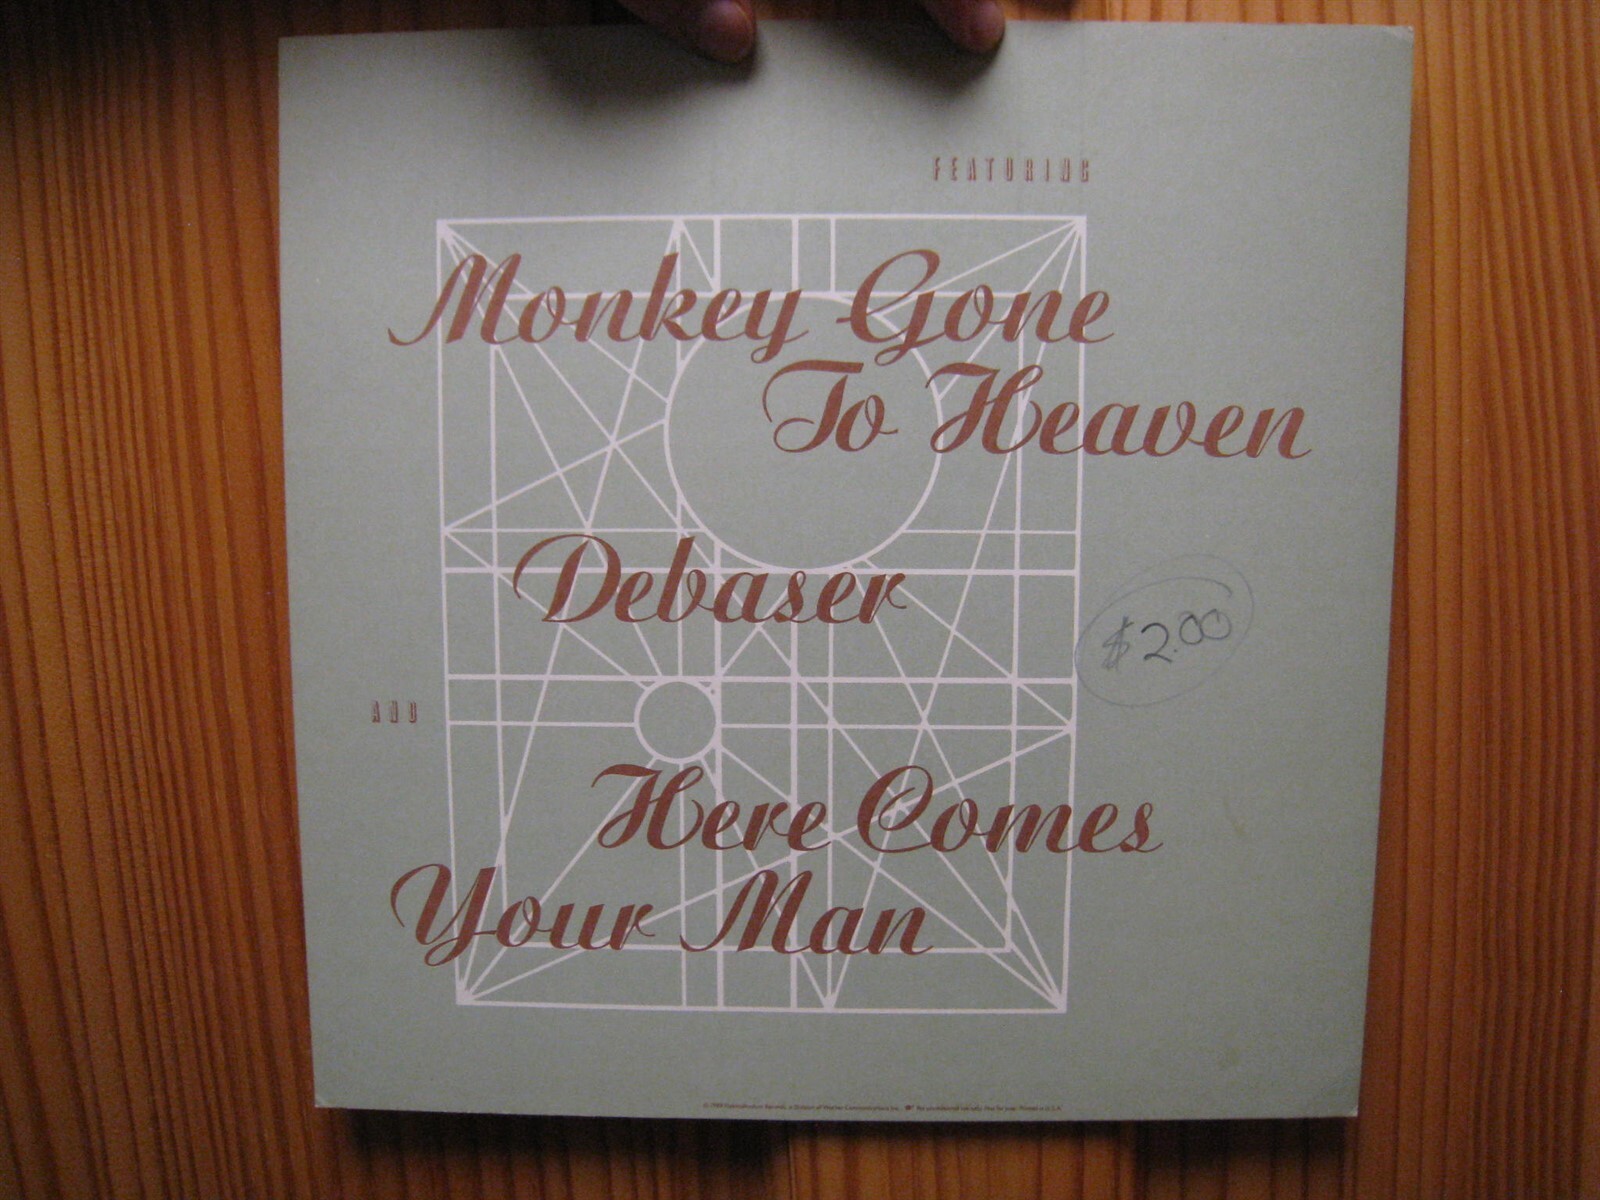 FEATURING
Monkey Gone
To Heaven
Debaser
$2.00
AND
Here Comes
Your Man